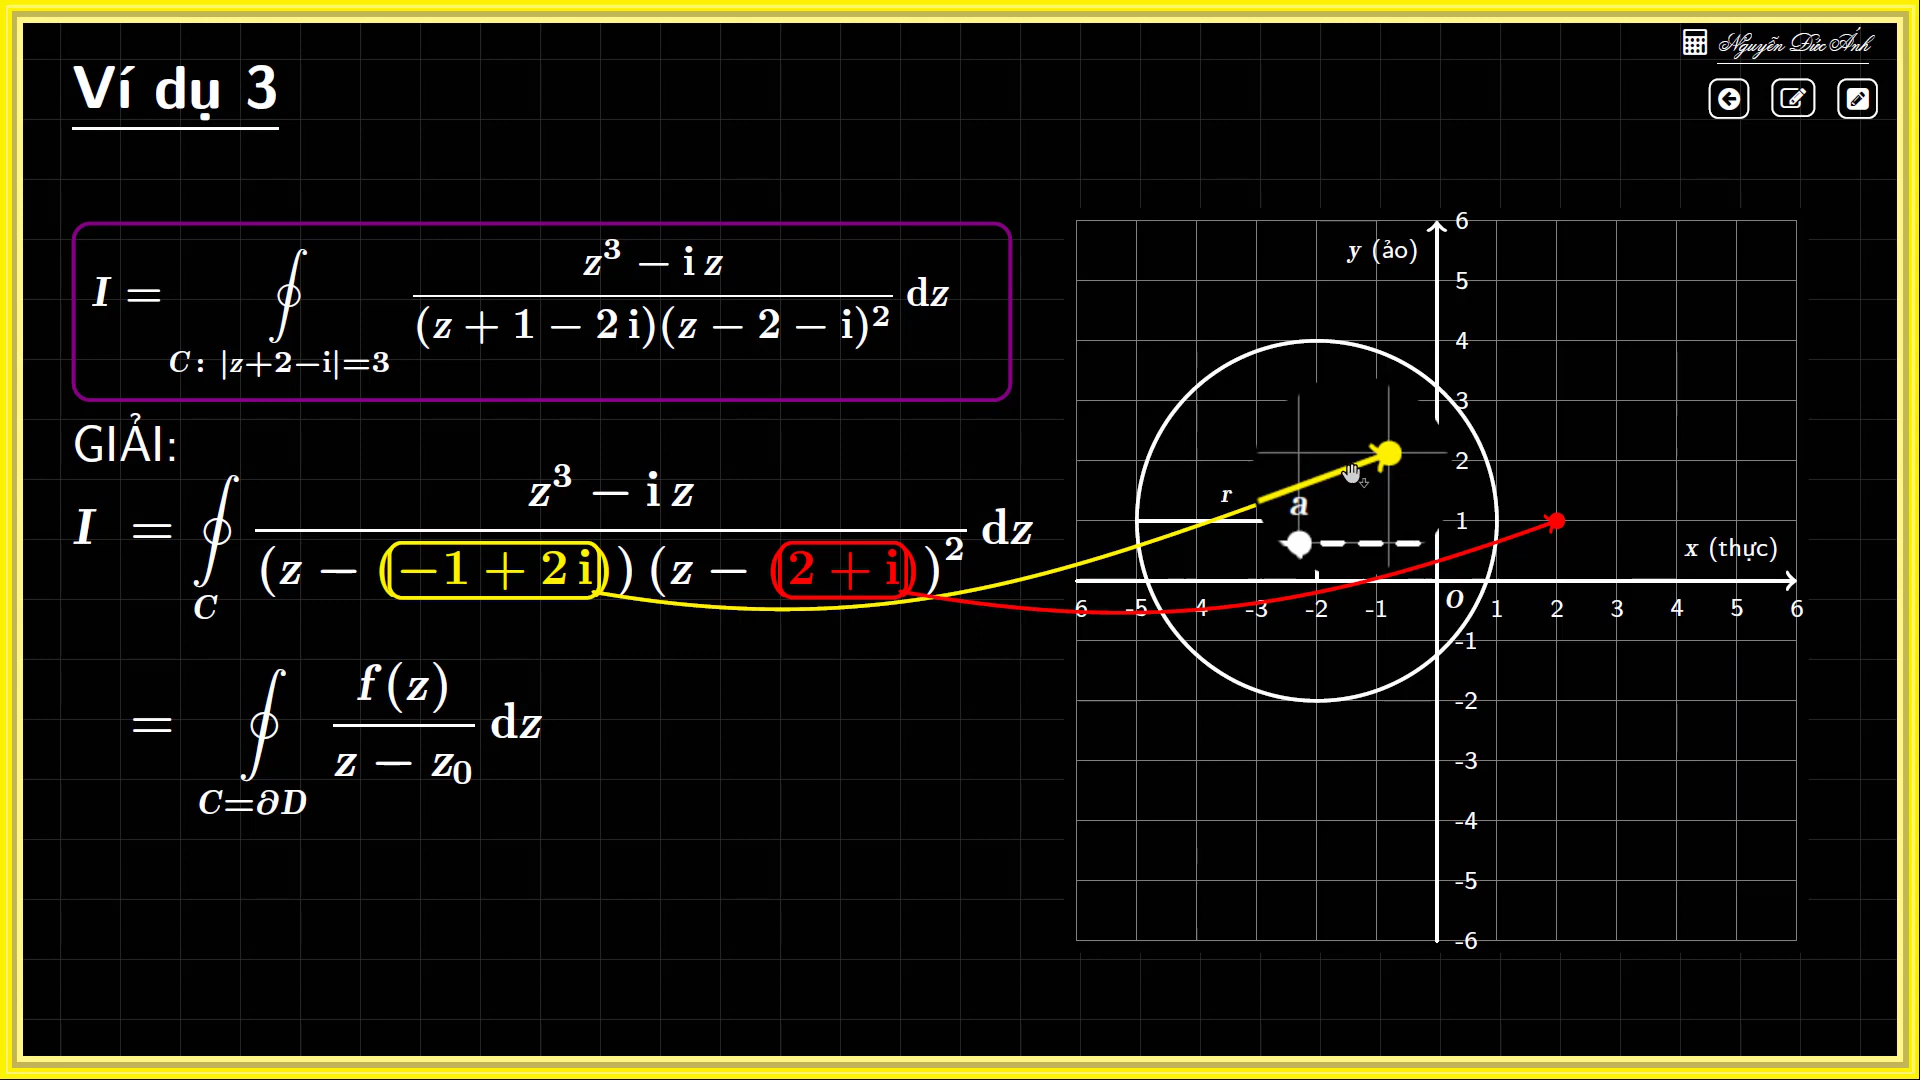 Nguyễn Đức Ánh
Ví dụ 3
I = ∮ (z³ − i z) / ((z + 1 − 2 i)(z − 2 − i)²) dz
C : |z+2−i|=3
GIẢI:
I = ∮ (z³ − i z) / ((z − (−1 + 2 i)) (z − (2 + i))²) dz
C
= ∮ f (z) / (z − z₀) dz
C=∂D
y (ảo)
x (thực)
r
a
O
6
5
4
3
2
1
6 -5 4 -3 -2 -1 1 2 3 4 5 6
-1
-2
-3
-4
-5
-6